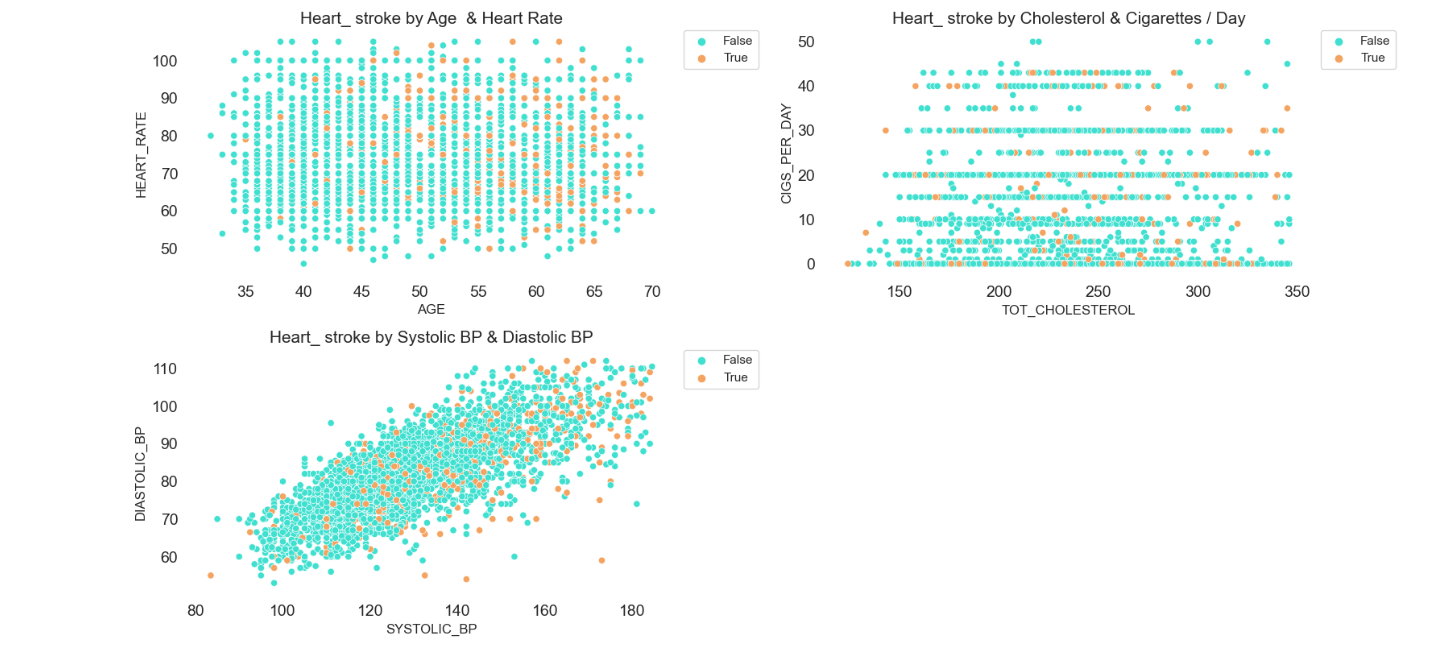 Heart_ stroke by Age  & Heart Rate
False
True
HEART_RATE
100
90
80
70
60
50
35 40 45 50 55 60 65 70
AGE
Heart_ stroke by Cholesterol & Cigarettes / Day
False
True
CIGS_PER_DAY
50
40
30
20
10
0
150 200 250 300 350
TOT_CHOLESTEROL
Heart_ stroke by Systolic BP & Diastolic BP
False
True
DIASTOLIC_BP
110
100
90
80
70
60
80 100 120 140 160 180
SYSTOLIC_BP